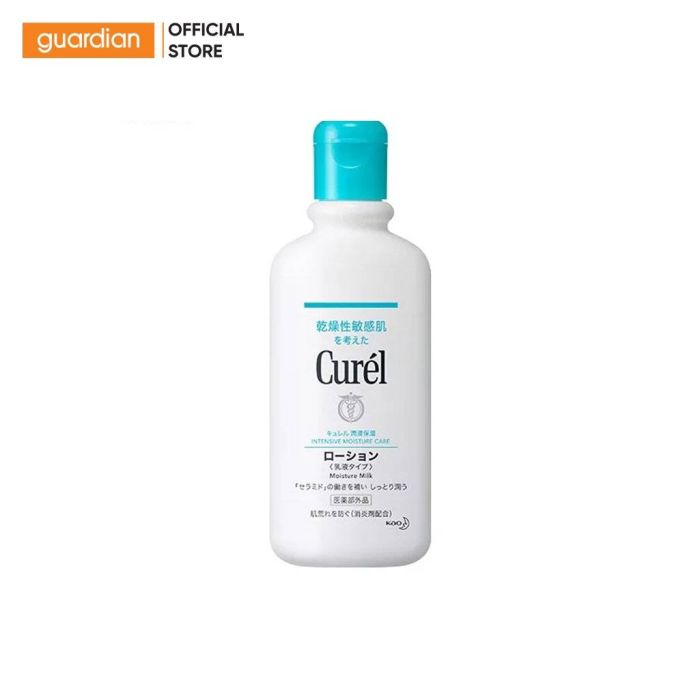 guardian
OFFICIAL
STORE
乾燥性敏感肌
を考えた
Curél
キュレル 潤浸保湿
INTENSIVE MOISTURE CARE
ローション
〈乳液タイプ〉
Moisture Milk
「セラミド」の働きを補い しっとり潤う
医薬部外品
肌荒れを防ぐ(消炎剤配合)
Kao